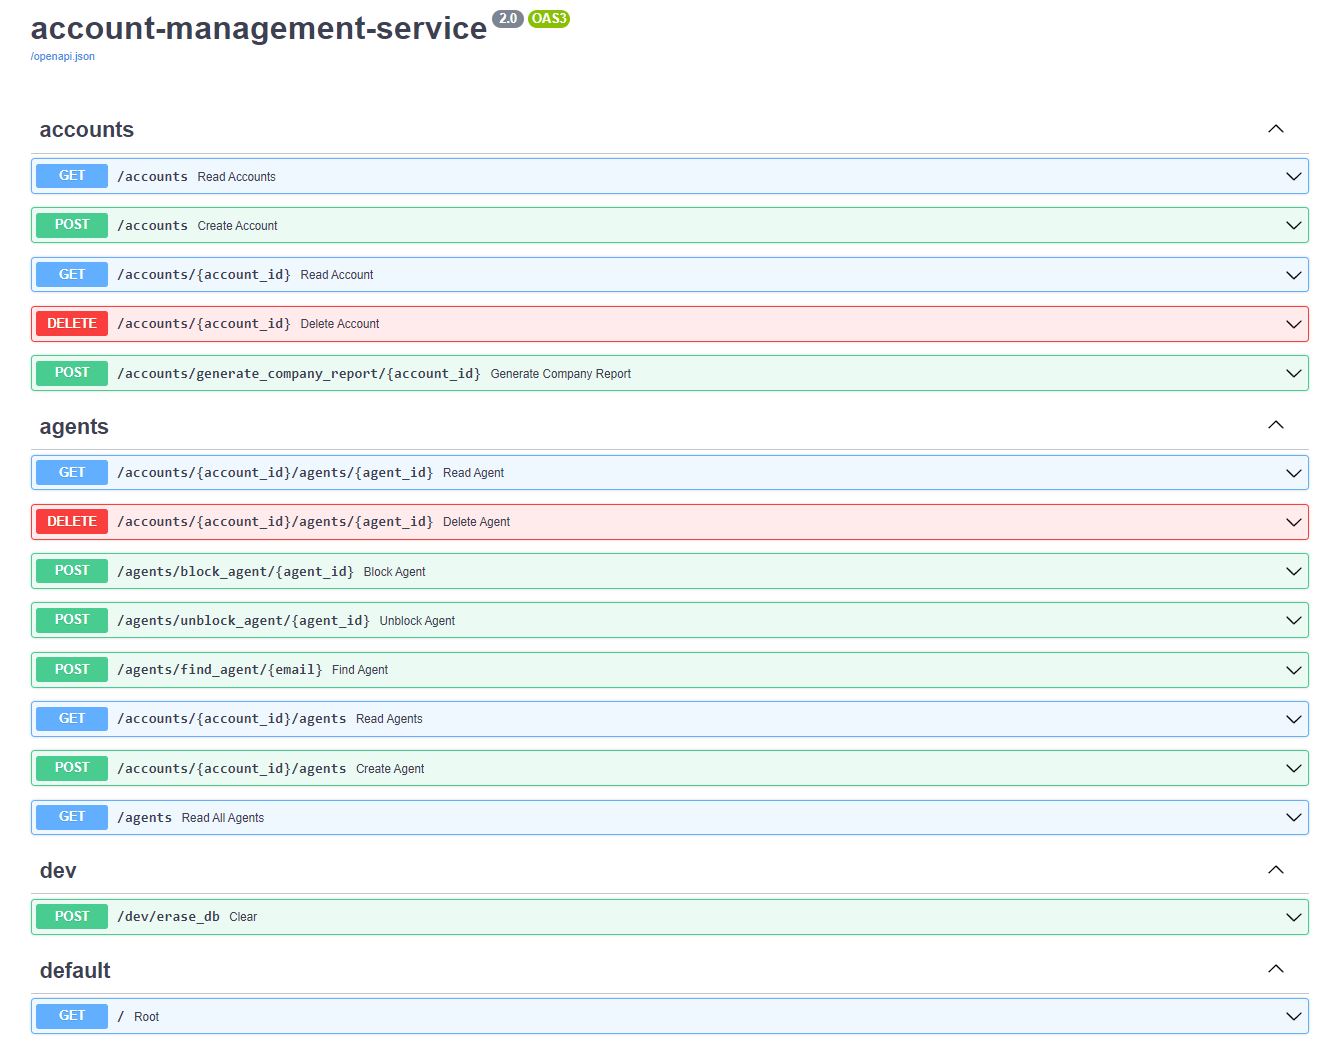 account-management-service 2.0 OAS3
/openapi.json
accounts
GET /accounts Read Accounts
POST /accounts Create Account
GET /accounts/{account_id} Read Account
DELETE /accounts/{account_id} Delete Account
POST /accounts/generate_company_report/{account_id} Generate Company Report
agents
GET /accounts/{account_id}/agents/{agent_id} Read Agent
DELETE /accounts/{account_id}/agents/{agent_id} Delete Agent
POST /agents/block_agent/{agent_id} Block Agent
POST /agents/unblock_agent/{agent_id} Unblock Agent
POST /agents/find_agent/{email} Find Agent
GET /accounts/{account_id}/agents Read Agents
POST /accounts/{account_id}/agents Create Agent
GET /agents Read All Agents
dev
POST /dev/erase_db Clear
default
GET / Root